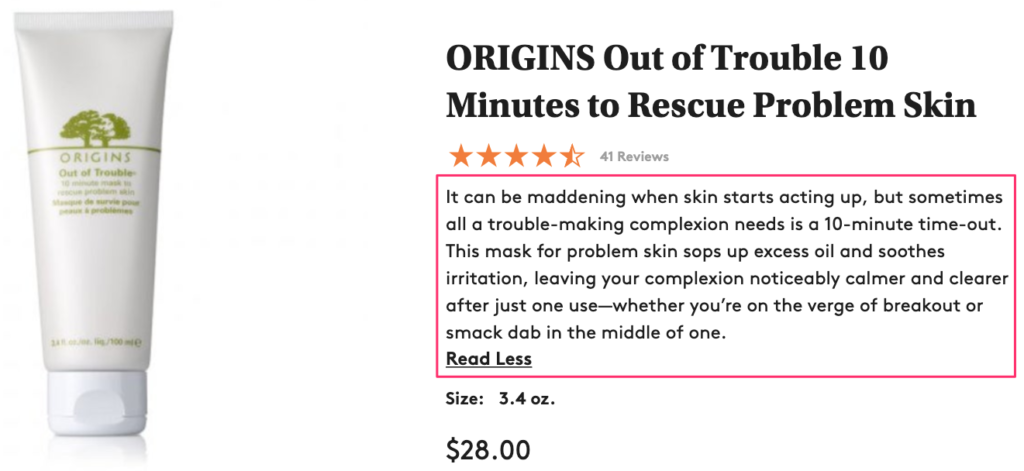 ORIGINS
Out of Trouble
10 minute mask to
rescue problem skin
Masque de survie pour
peaux à problèmes
3.4 fl.oz./oz. liq./100 ml e
ORIGINS Out of Trouble 10
Minutes to Rescue Problem Skin
41 Reviews
It can be maddening when skin starts acting up, but sometimes
all a trouble-making complexion needs is a 10-minute time-out.
This mask for problem skin sops up excess oil and soothes
irritation, leaving your complexion noticeably calmer and clearer
after just one use—whether you're on the verge of breakout or
smack dab in the middle of one.
Read Less
Size: 3.4 oz.
$28.00